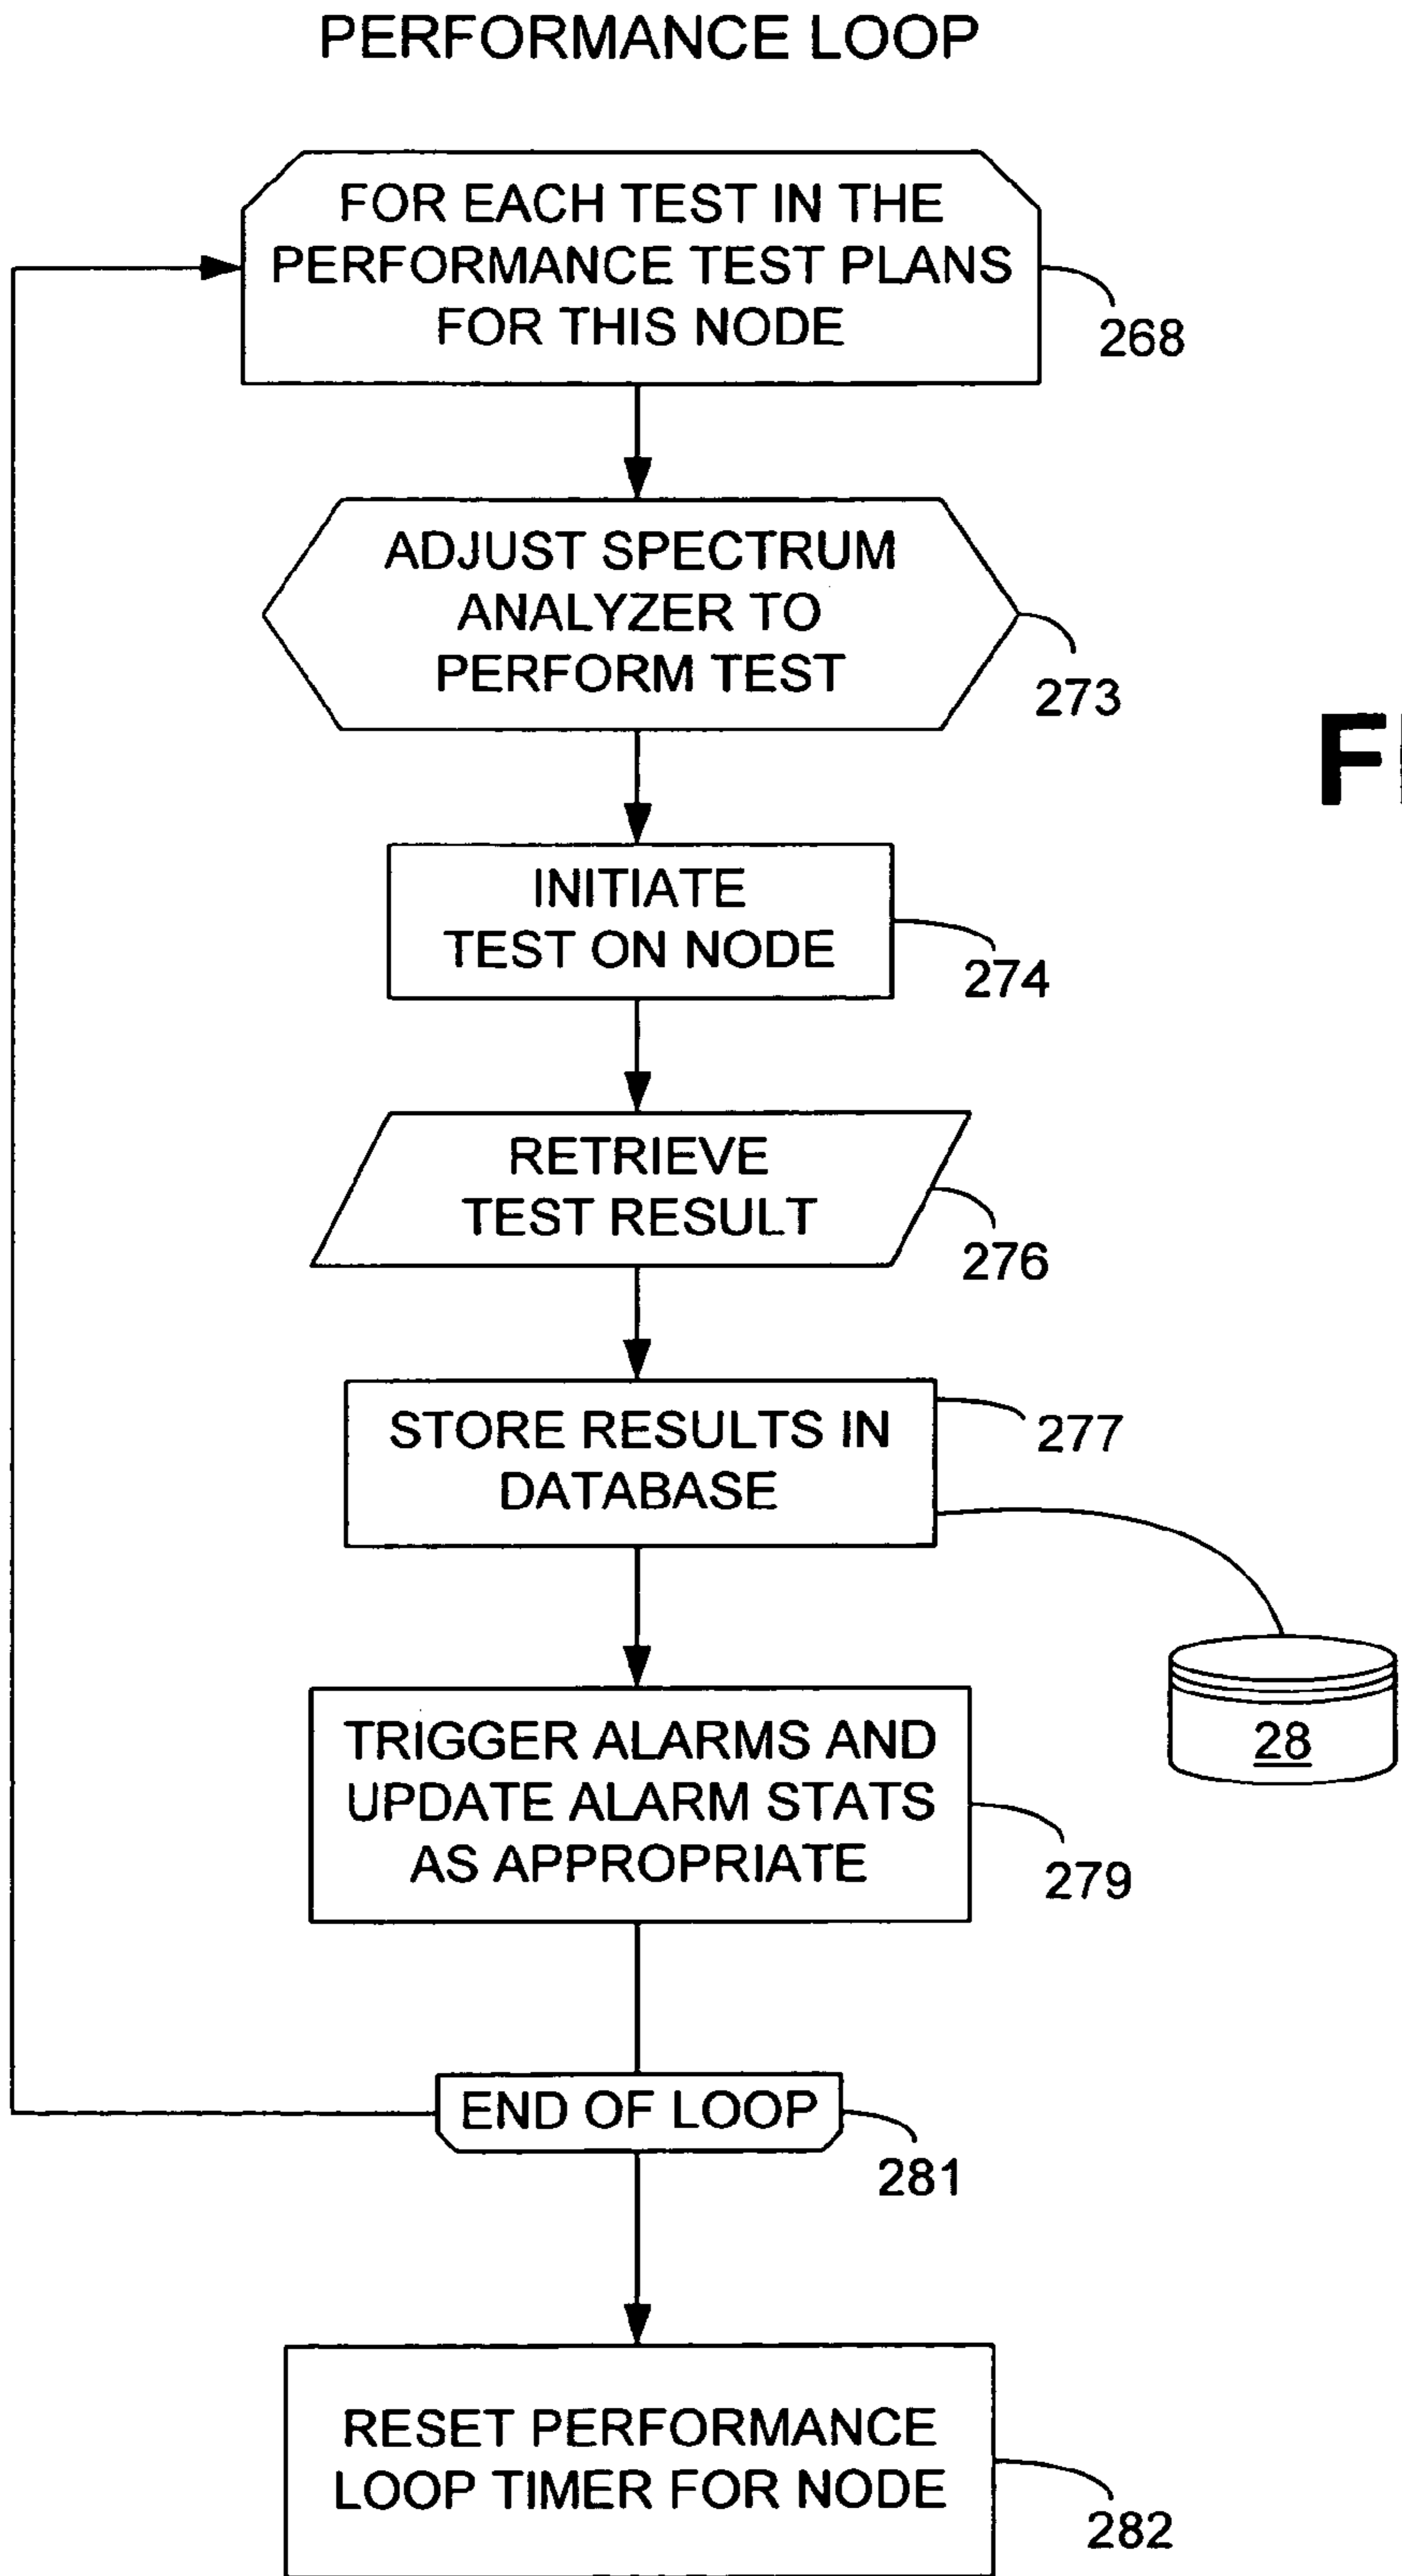 PERFORMANCE LOOP
FOR EACH TEST IN THE
PERFORMANCE TEST PLANS
FOR THIS NODE
268
ADJUST SPECTRUM
ANALYZER TO
PERFORM TEST
273
INITIATE
TEST ON NODE
274
RETRIEVE
TEST RESULT
276
STORE RESULTS IN
DATABASE
277
28
TRIGGER ALARMS AND
UPDATE ALARM STATS
AS APPROPRIATE
279
END OF LOOP
281
RESET PERFORMANCE
LOOP TIMER FOR NODE
282